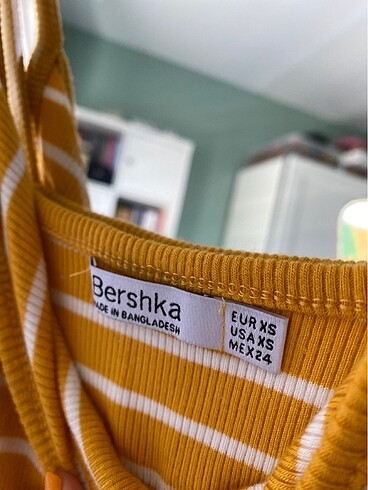 Bershka
MADE IN BANGLADESH
EUR XS
USA XS
MEX 24